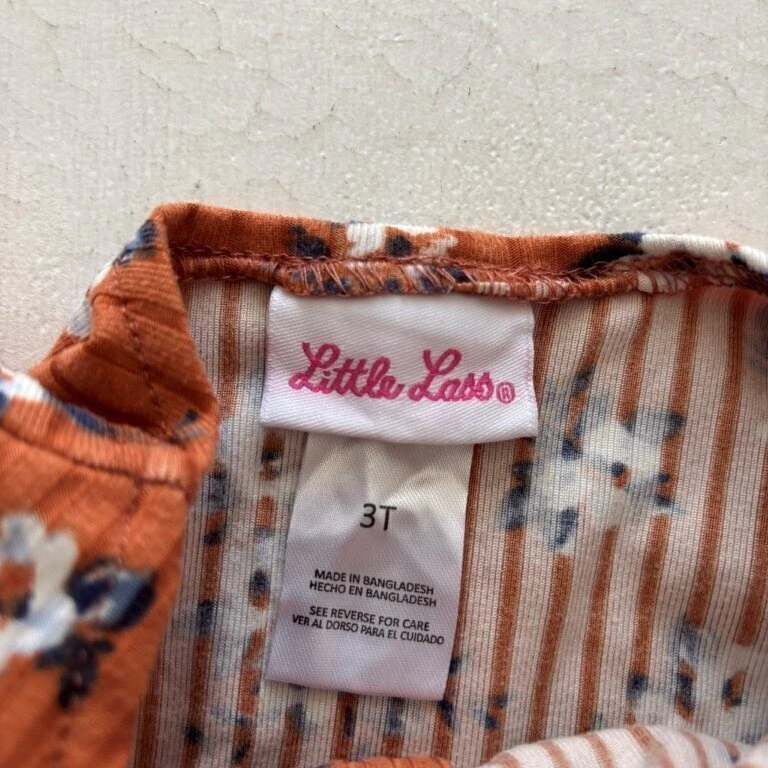 Little Lass®
3T
MADE IN BANGLADESH
HECHO EN BANGLADESH
SEE REVERSE FOR CARE
VER AL DORSO PARA EL CUIDADO